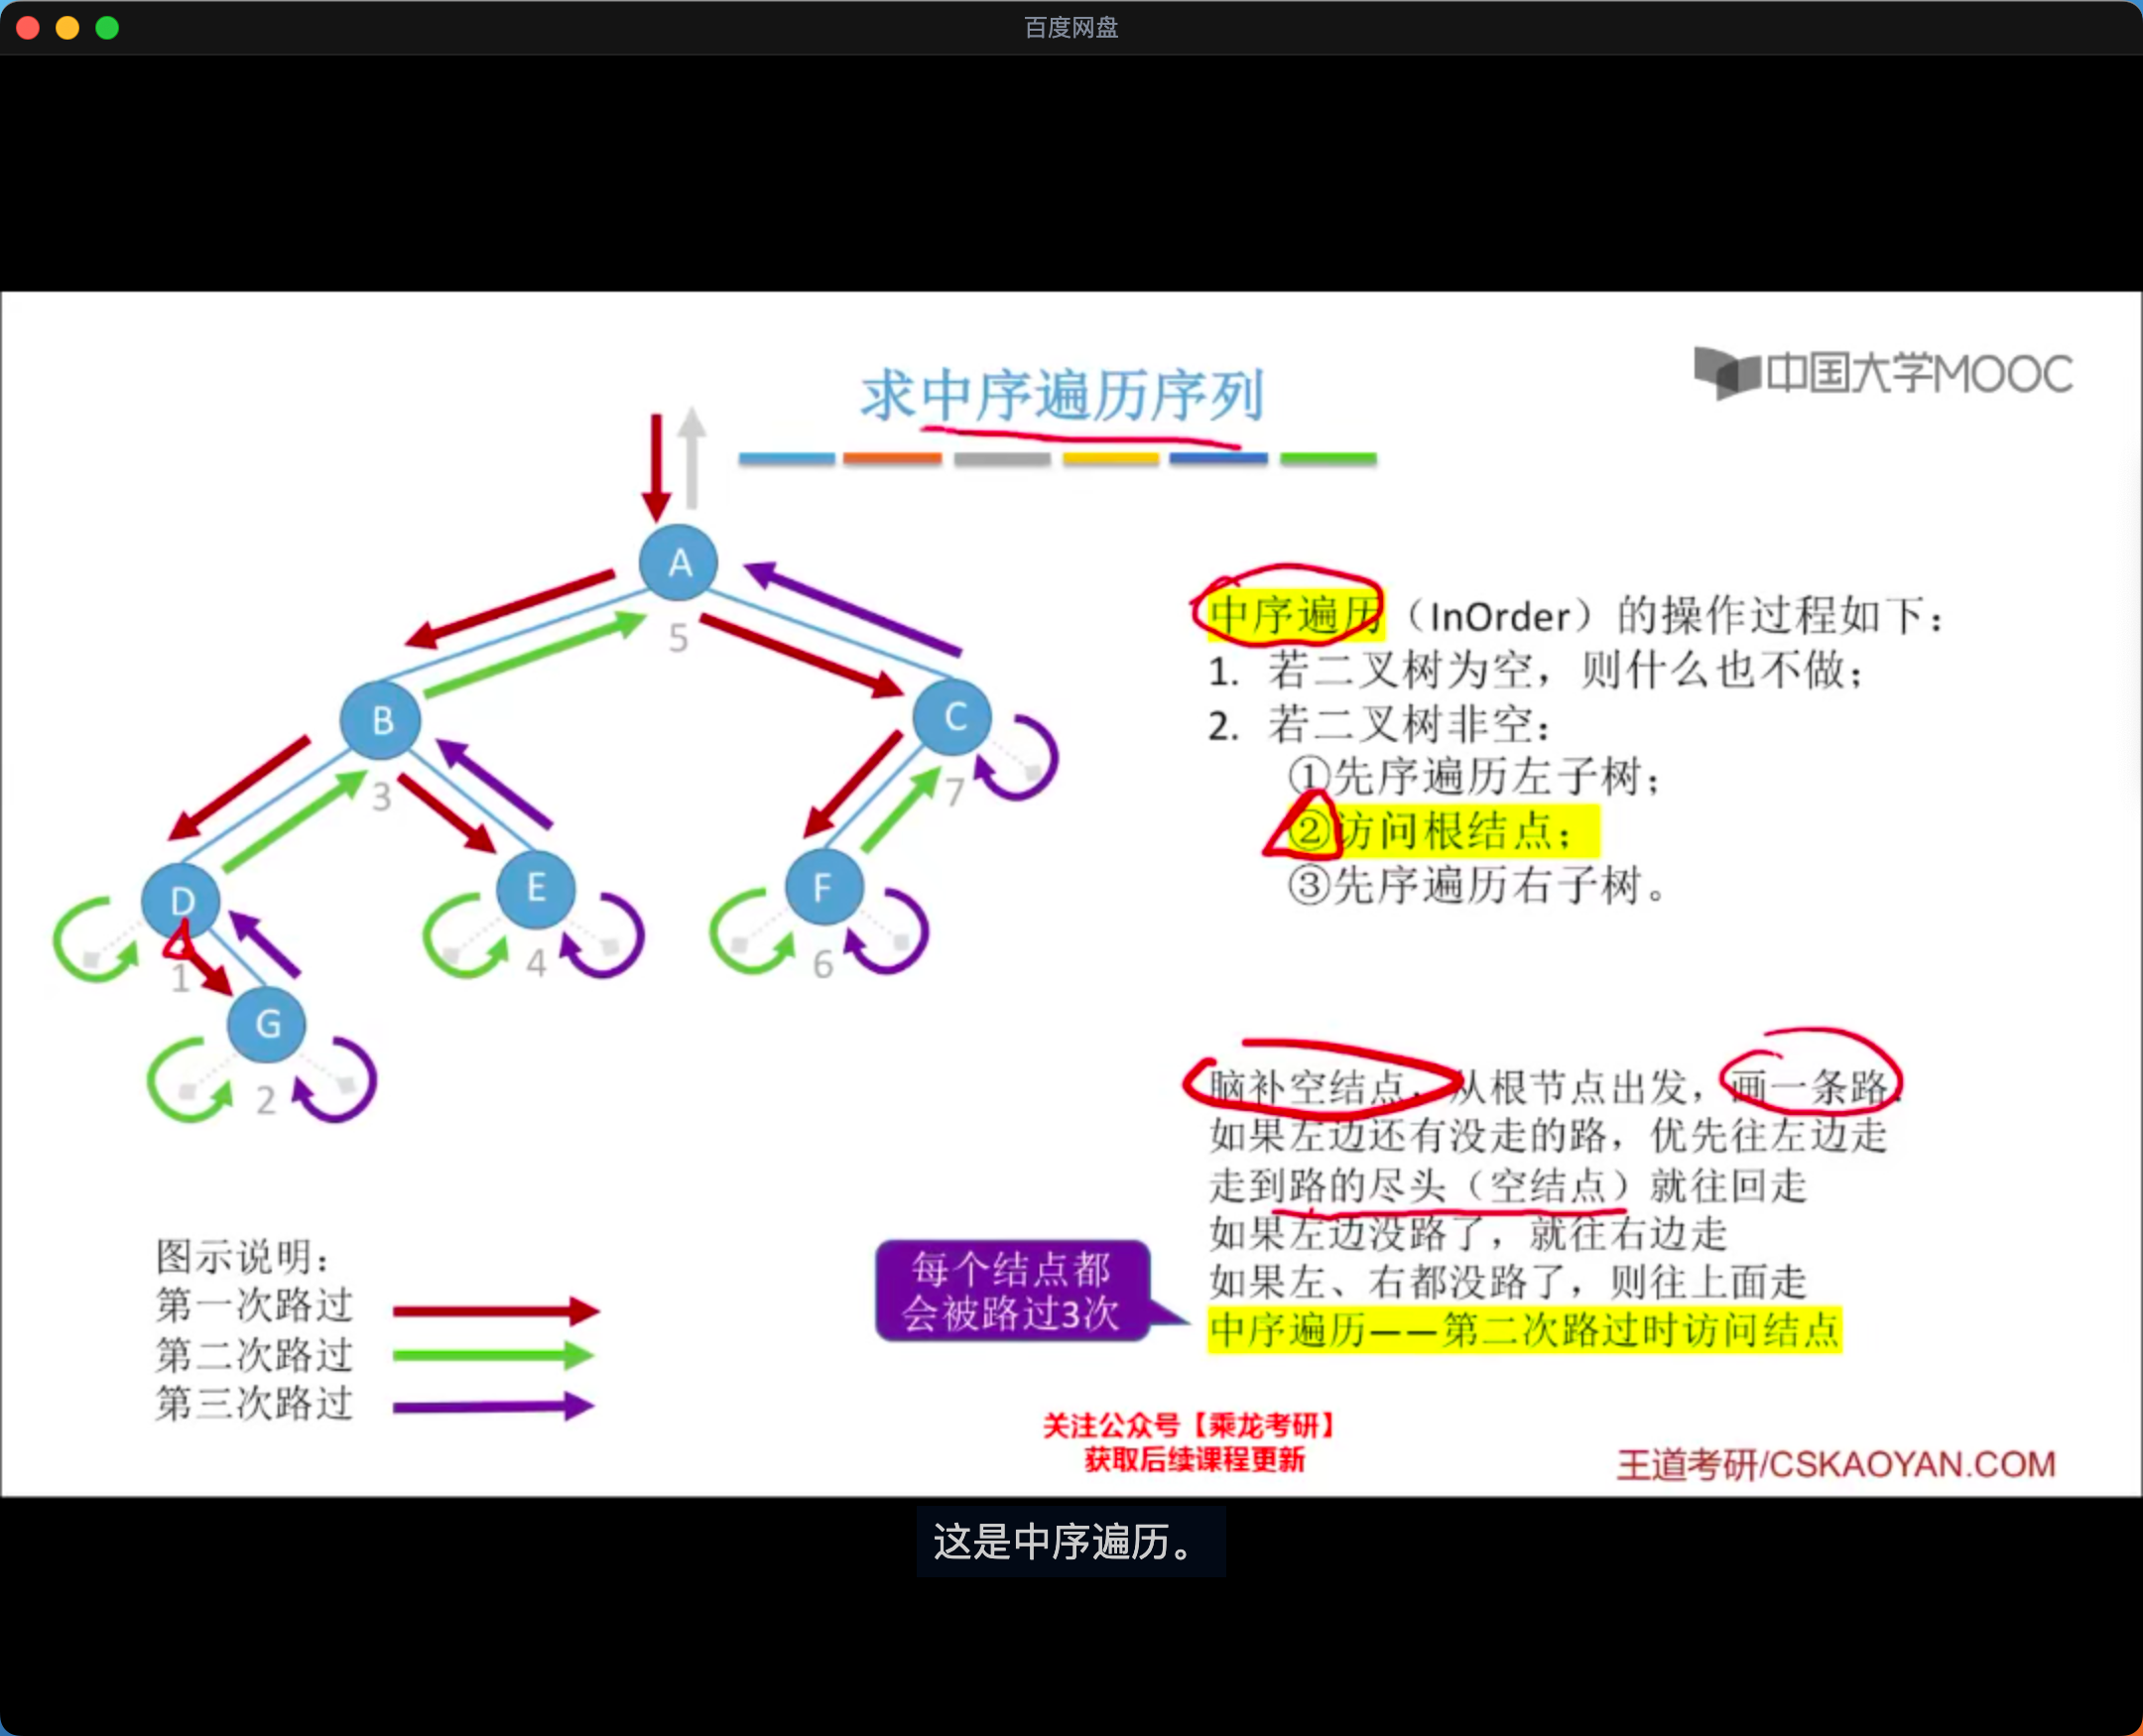 百度网盘
中国大学MOOC
求中序遍历序列
A
5
B
3
C
7
D
1
E
4
F
6
G
2
中序遍历（InOrder）的操作过程如下：
1. 若二叉树为空，则什么也不做；
2. 若二叉树非空：
①先序遍历左子树；
②访问根结点；
③先序遍历右子树。
脑补空结点，从根节点出发，画一条路：
如果左边还有没走的路，优先往左边走
走到路的尽头（空结点）就往回走
如果左边没路了，就往右边走
如果左、右都没路了，则往上面走
中序遍历——第二次路过时访问结点
每个结点都
会被路过3次
图示说明：
第一次路过
第二次路过
第三次路过
关注公众号【乘龙考研】
获取后续课程更新
王道考研/CSKAOYAN.COM
这是中序遍历。